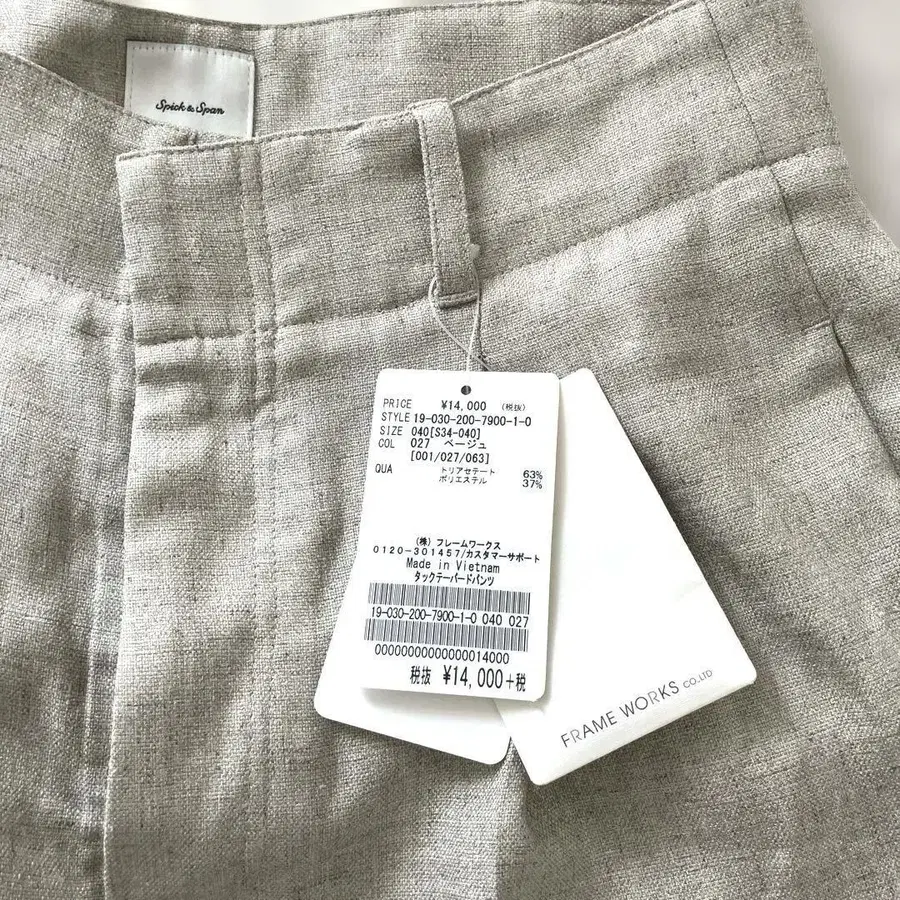 Spick & Span
PRICE ¥14,000 (税抜)
STYLE 19-030-200-7900-1-0
SIZE 040[S34-040]
COL 027 ベージュ
[001/027/063]
QUA トリアセテート 63%
ポリエステル 37%
(株) フレームワークス
0120-301457/カスタマーサポート
Made in Vietnam
タックテーパードパンツ
19-030-200-7900-1-0 040 027
00000000000000014000
税抜 ¥14,000+税
FRAME WORKS CO.,LTD